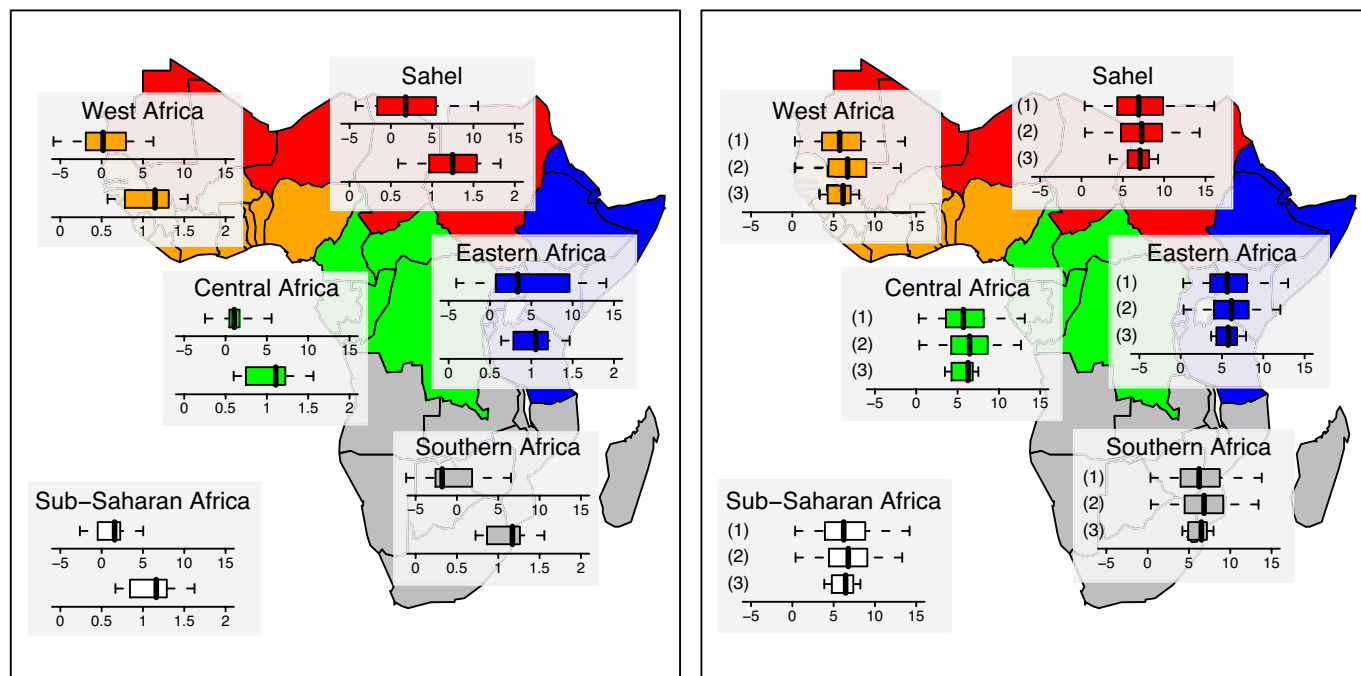 Sahel
−5 0 5 10 15
0 0.5 1 1.5 2
West Africa
−5 0 5 10 15
0 0.5 1 1.5 2
Eastern Africa
−5 0 5 10 15
0 0.5 1 1.5 2
Central Africa
−5 0 5 10 15
0 0.5 1 1.5 2
Southern Africa
−5 0 5 10 15
0 0.5 1 1.5 2
Sub−Saharan Africa
−5 0 5 10 15
0 0.5 1 1.5 2
Sahel
(1)
(2)
(3)
−5 0 5 10 15
West Africa
(1)
(2)
(3)
−5 0 5 10 15
Eastern Africa
(1)
(2)
(3)
−5 0 5 10 15
Central Africa
(1)
(2)
(3)
−5 0 5 10 15
Southern Africa
(1)
(2)
(3)
−5 0 5 10 15
Sub−Saharan Africa
(1)
(2)
(3)
−5 0 5 10 15